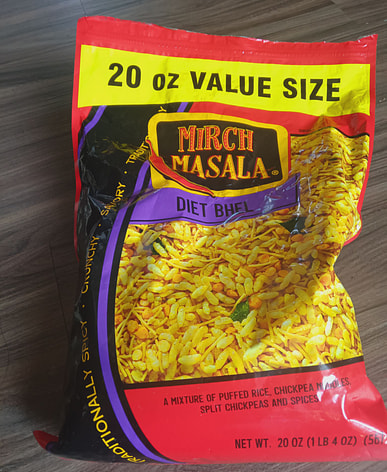 20 oz VALUE SIZE
MIRCH
MASALA®
DIET BHEL
TRADITIONALLY SPICY · CRUNCHY · SAVORY
A MIXTURE OF PUFFED RICE, CHICKPEA NOODLES,
SPLIT CHICKPEAS AND SPICES
NET WT. 20 OZ (1 LB 4 OZ)